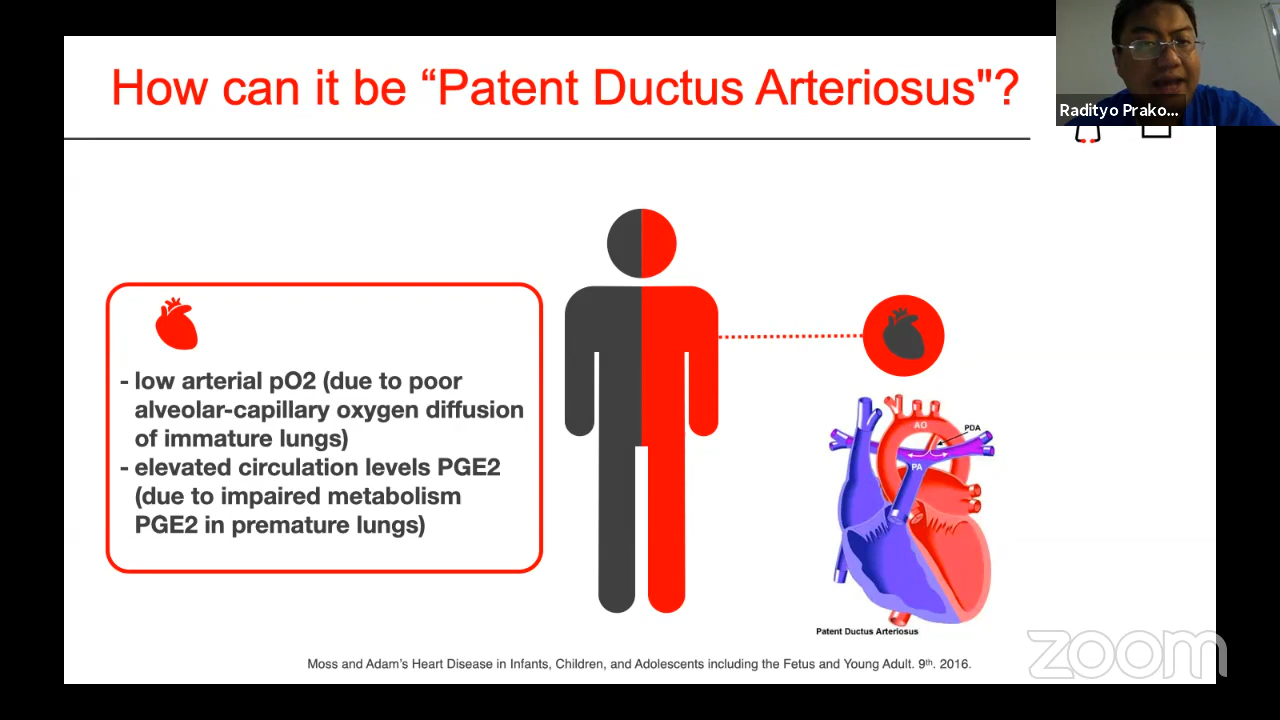 How can it be “Patent Ductus Arteriosus"?
Radityo Prako...
- low arterial pO2 (due to poor
alveolar-capillary oxygen diffusion
of immature lungs)
- elevated circulation levels PGE2
(due to impaired metabolism
PGE2 in premature lungs)
AO
PDA
PA
Patent Ductus Arteriosus
Moss and Adam’s Heart Disease in Infants, Children, and Adolescents including the Fetus and Young Adult. 9th. 2016.
zoom